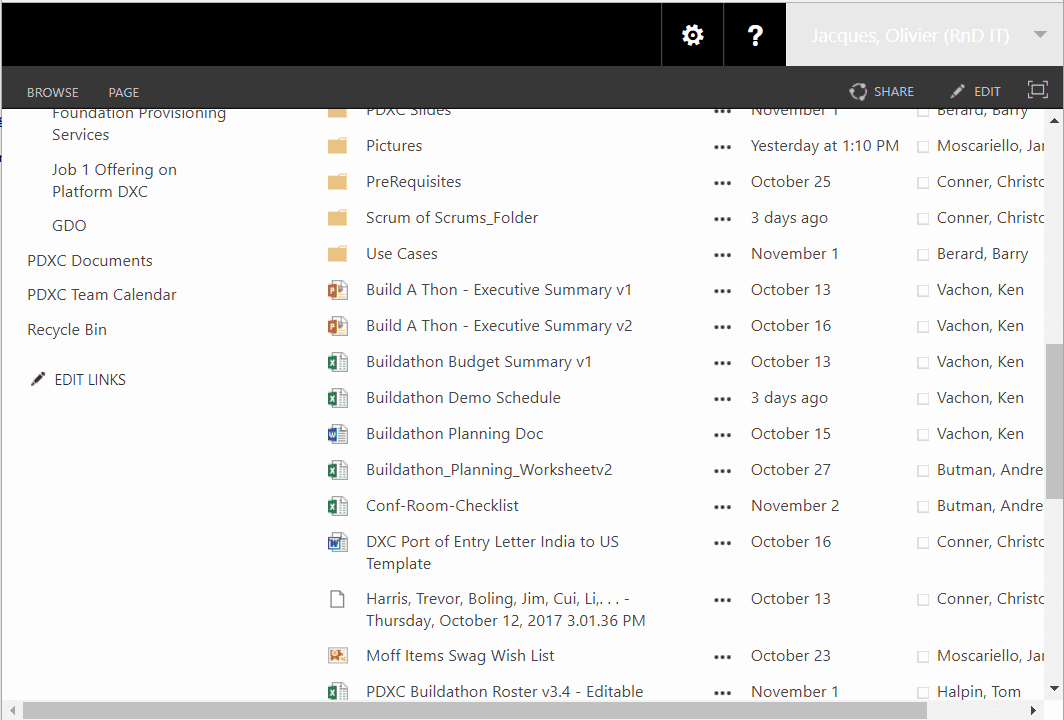 Jacques, Olivier (RnD IT)
BROWSE PAGE SHARE EDIT
Foundation Provisioning
Services
Job 1 Offering on
Platform DXC
GDO
PDXC Documents
PDXC Team Calendar
Recycle Bin
EDIT LINKS
PDXC Slides ... November 1 Berard, Barry
Pictures ... Yesterday at 1:10 PM Moscariello, Jar
PreRequisites ... October 25 Conner, Christo
Scrum of Scrums_Folder ... 3 days ago Conner, Christo
Use Cases ... November 1 Berard, Barry
Build A Thon - Executive Summary v1 ... October 13 Vachon, Ken
Build A Thon - Executive Summary v2 ... October 16 Vachon, Ken
Buildathon Budget Summary v1 ... October 13 Vachon, Ken
Buildathon Demo Schedule ... 3 days ago Vachon, Ken
Buildathon Planning Doc ... October 15 Vachon, Ken
Buildathon_Planning_Worksheetv2 ... October 27 Butman, Andre
Conf-Room-Checklist ... November 2 Butman, Andre
DXC Port of Entry Letter India to US ... October 16 Conner, Christo
Template
Harris, Trevor, Boling, Jim, Cui, Li,. . . - ... October 13 Conner, Christo
Thursday, October 12, 2017 3.01.36 PM
Moff Items Swag Wish List ... October 23 Moscariello, Jar
PDXC Buildathon Roster v3.4 - Editable ... November 1 Halpin, Tom